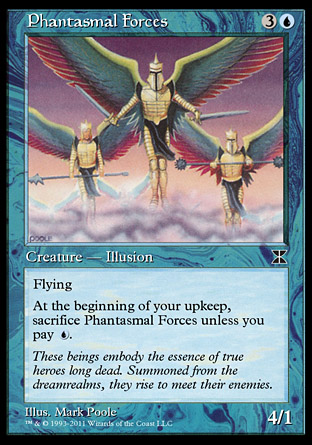 Phantasmal Forces 3
POOLE
Creature — Illusion
Flying
At the beginning of your upkeep,
sacrifice Phantasmal Forces unless you
pay .
These beings embody the essence of true
heroes long dead. Summoned from the
dreamrealms, they rise to meet their enemies.
Illus. Mark Poole
™ & © 1993-2011 Wizards of the Coast LLC
4/1